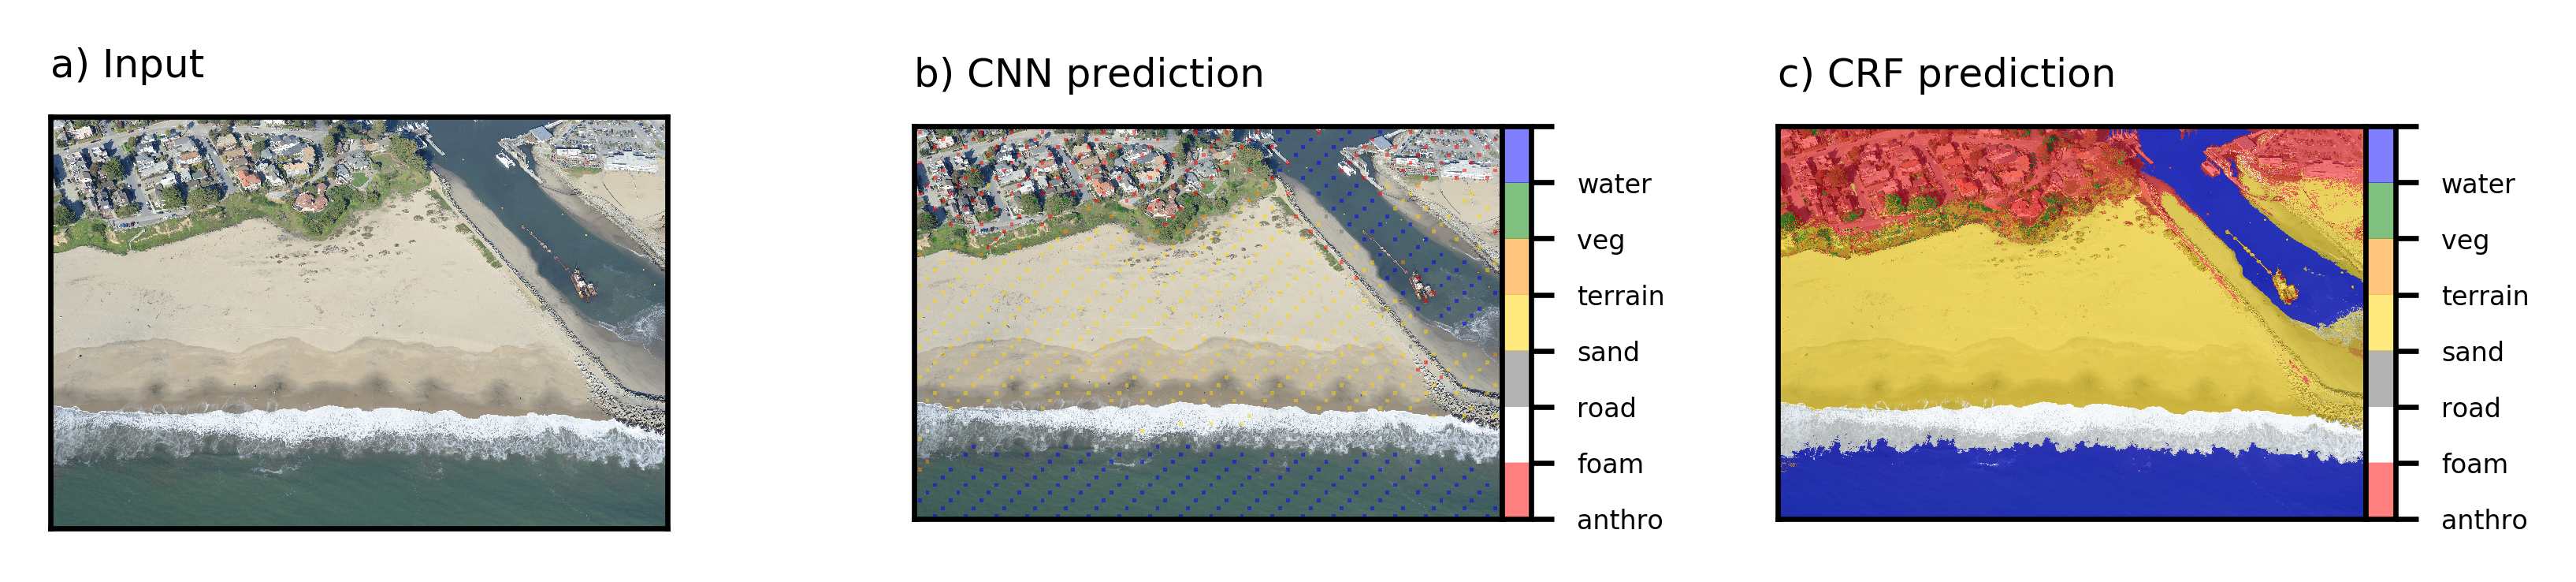 a) Input
b) CNN prediction
water
veg
terrain
sand
road
foam
anthro
c) CRF prediction
water
veg
terrain
sand
road
foam
anthro